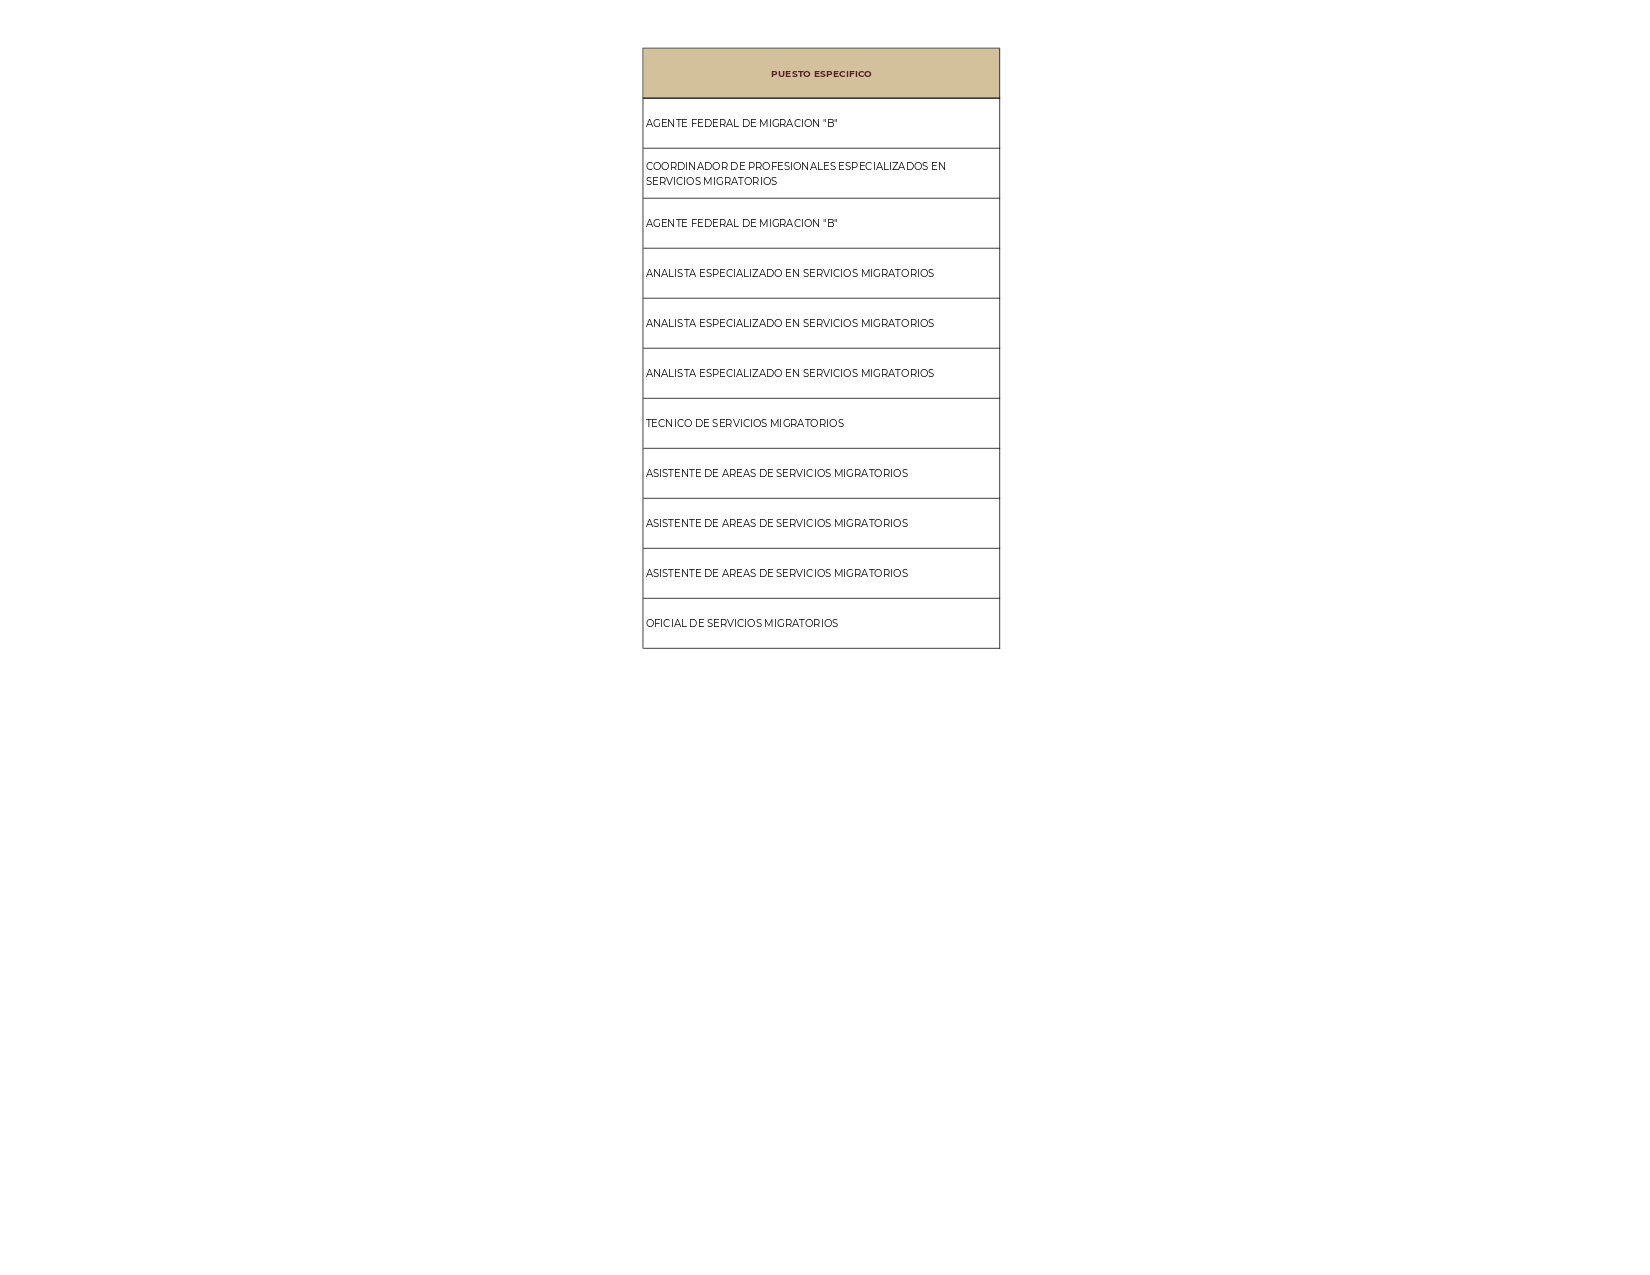 PUESTO ESPECIFICO
AGENTE FEDERAL DE MIGRACION "B"
COORDINADOR DE PROFESIONALES ESPECIALIZADOS EN
SERVICIOS MIGRATORIOS
AGENTE FEDERAL DE MIGRACION "B"
ANALISTA ESPECIALIZADO EN SERVICIOS MIGRATORIOS
ANALISTA ESPECIALIZADO EN SERVICIOS MIGRATORIOS
ANALISTA ESPECIALIZADO EN SERVICIOS MIGRATORIOS
TECNICO DE SERVICIOS MIGRATORIOS
ASISTENTE DE AREAS DE SERVICIOS MIGRATORIOS
ASISTENTE DE AREAS DE SERVICIOS MIGRATORIOS
ASISTENTE DE AREAS DE SERVICIOS MIGRATORIOS
OFICIAL DE SERVICIOS MIGRATORIOS